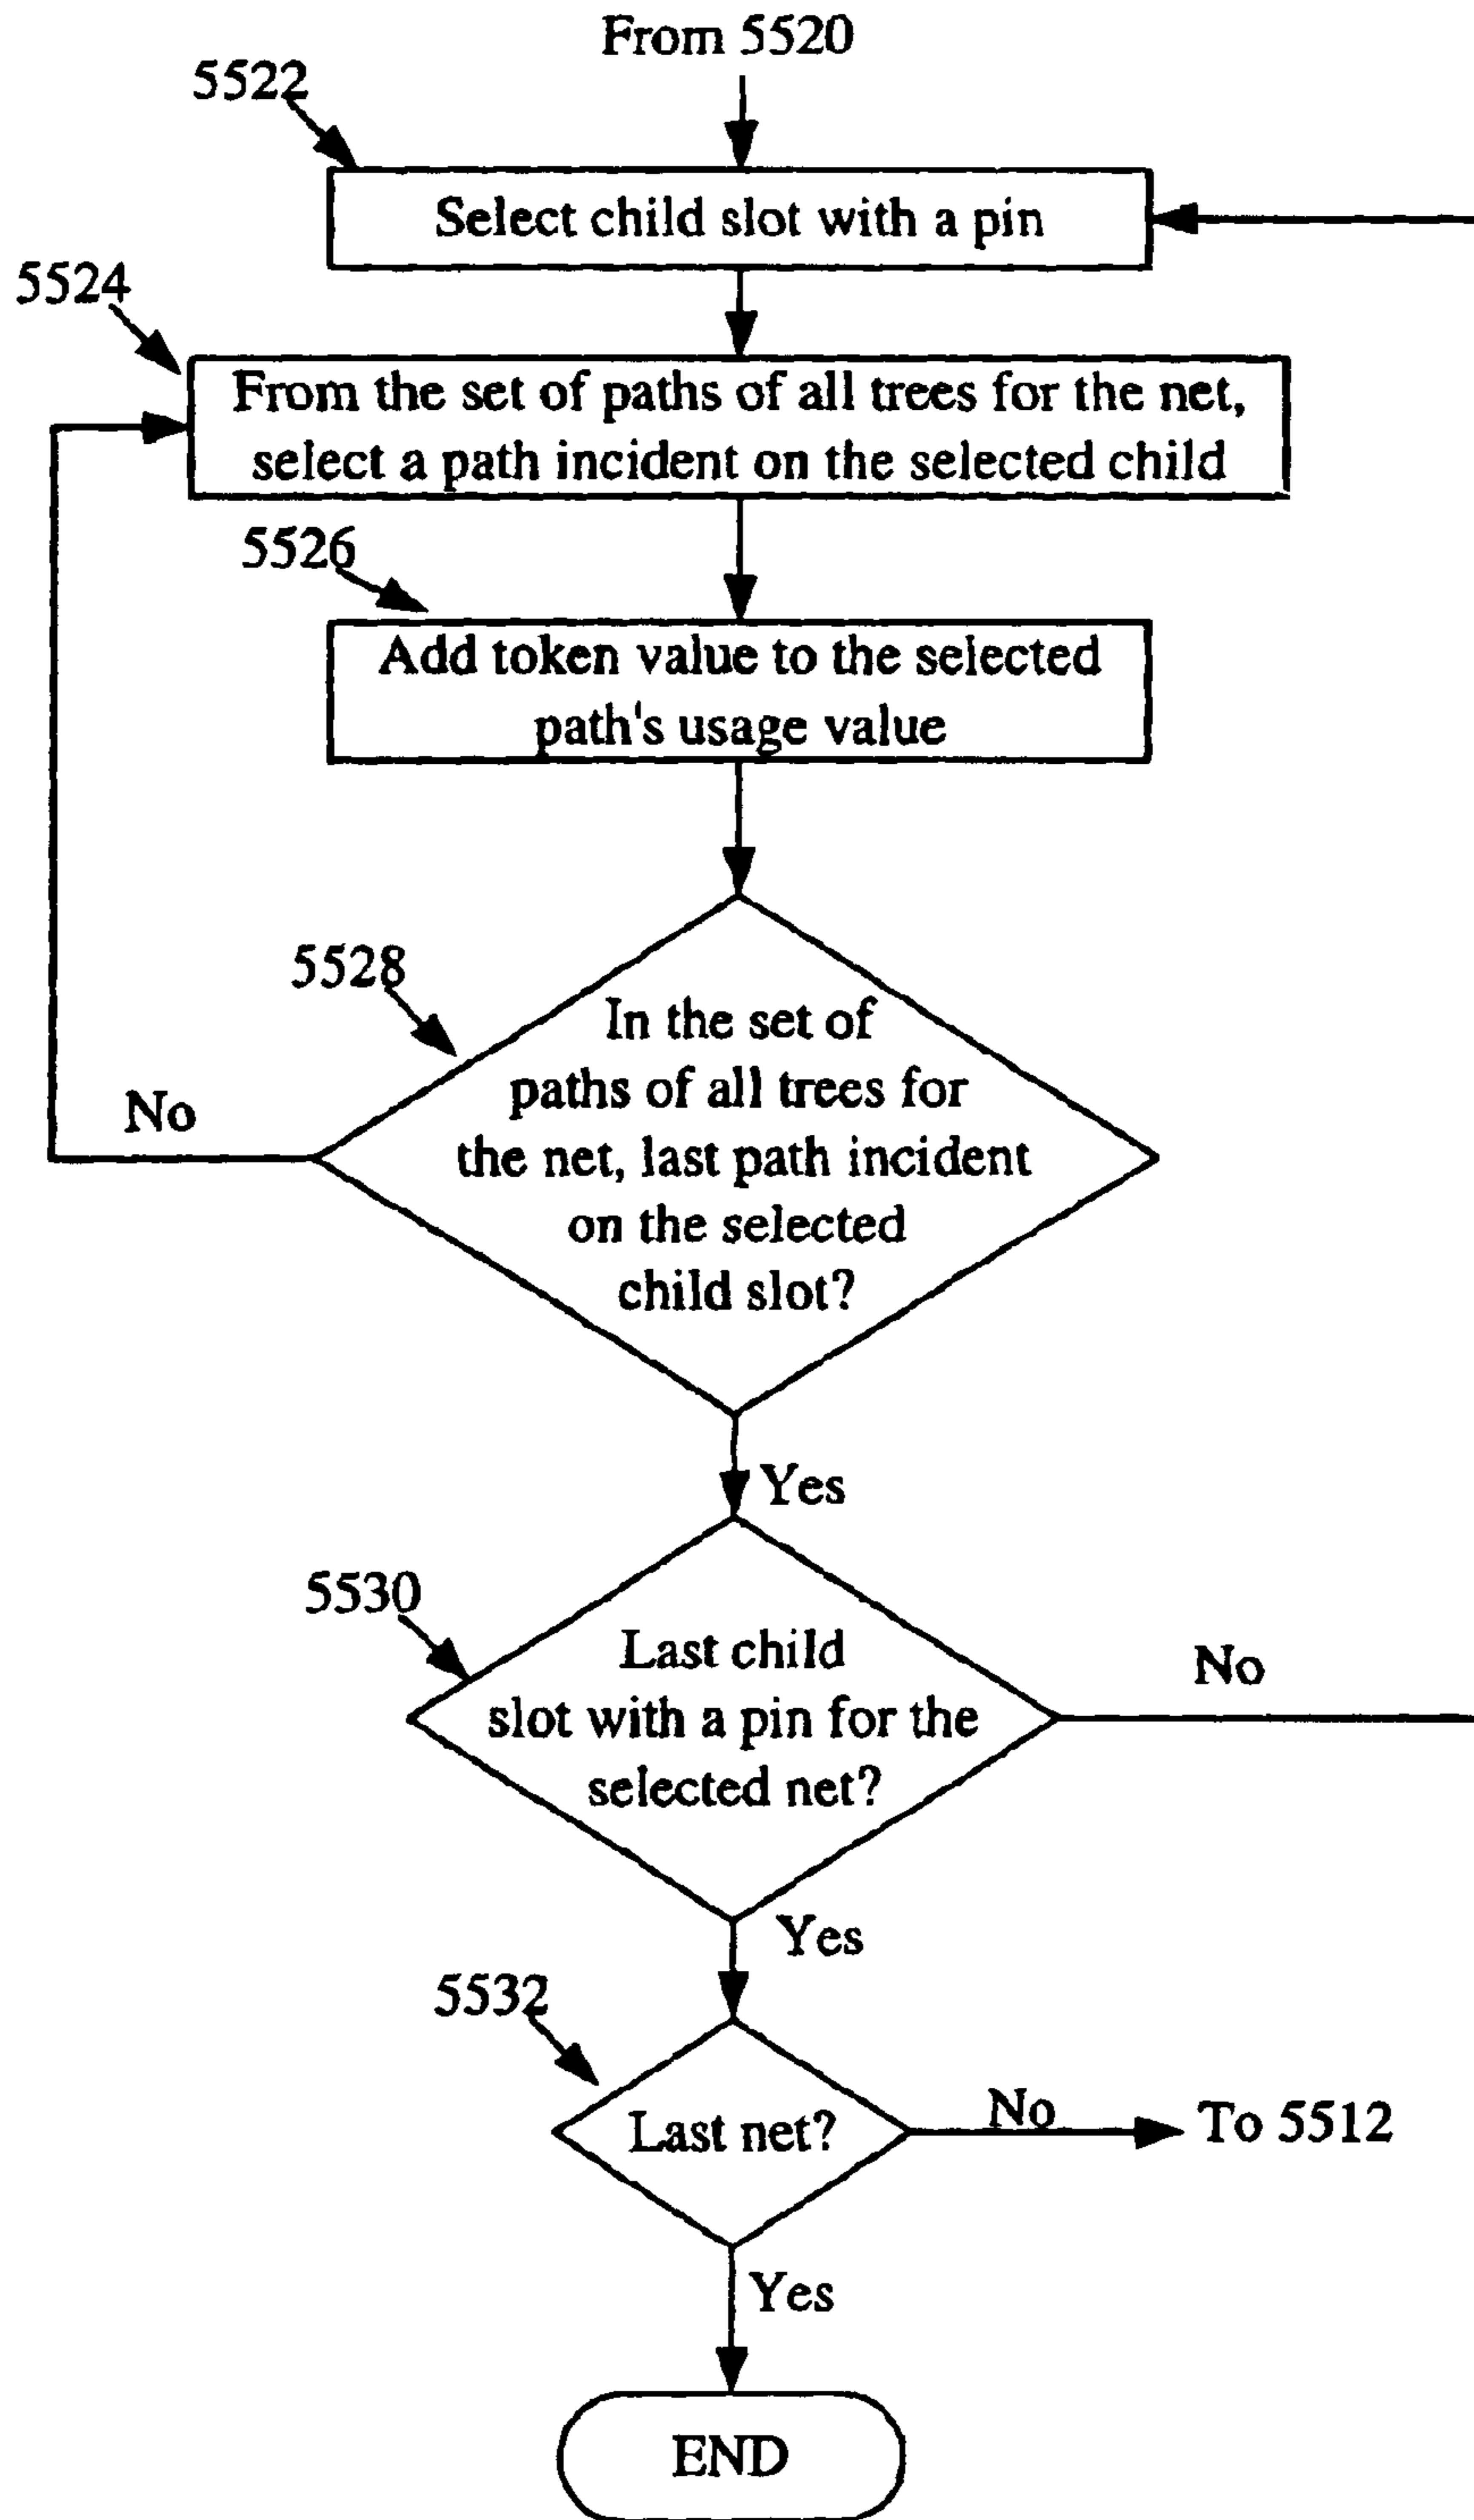 From 5520
5522
Select child slot with a pin
5524
From the set of paths of all trees for the net,
select a path incident on the selected child
5526
Add token value to the selected
path's usage value
5528
In the set of
paths of all trees for
the net, last path incident
on the selected
child slot?
No
Yes
5530
Last child
slot with a pin for the
selected net?
No
Yes
5532
Last net?
No
To 5512
Yes
END